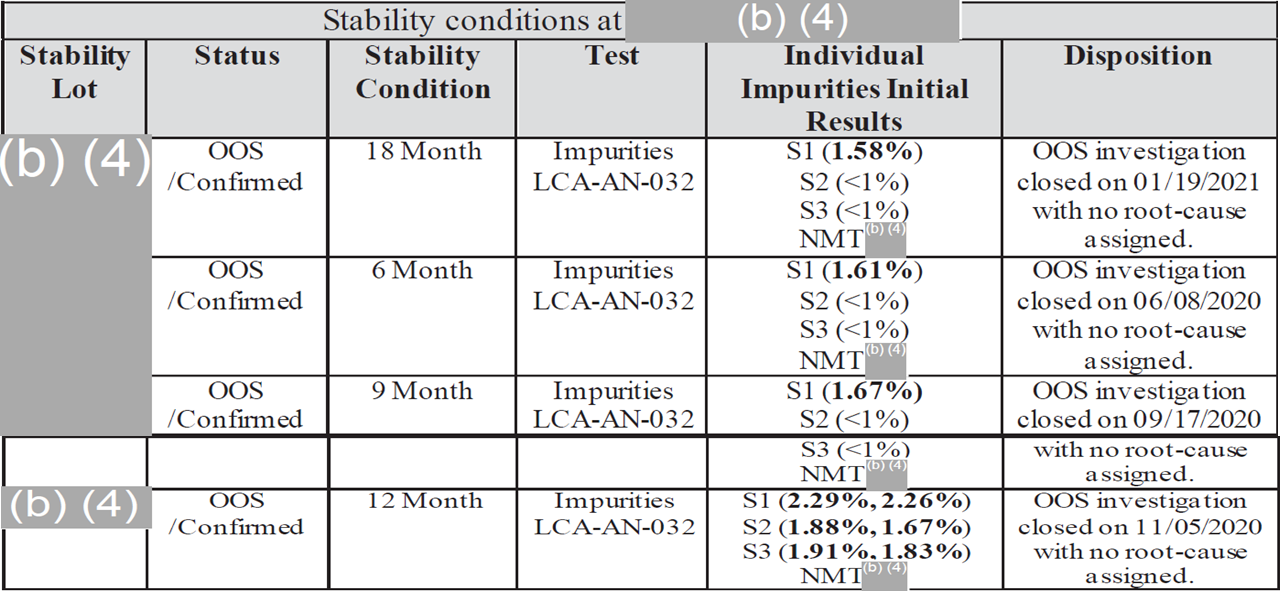 Stability conditions at (b) (4)
Stability Lot
Status
Stability Condition
Test
Individual Impurities Initial Results
Disposition
(b) (4)
OOS
/Confirmed
18 Month
Impurities
LCA-AN-032
S1 (1.58%)
S2 (<1%)
S3 (<1%)
NMT (b) (4)
OOS investigation
closed on 01/19/2021
with no root-cause
assigned.
OOS
/Confirmed
6 Month
Impurities
LCA-AN-032
S1 (1.61%)
S2 (<1%)
S3 (<1%)
NMT (b) (4)
OOS investigation
closed on 06/08/2020
with no root-cause
assigned.
OOS
/Confirmed
9 Month
Impurities
LCA-AN-032
S1 (1.67%)
S2 (<1%)
OOS investigation
closed on 09/17/2020
S3 (<1%)
NMT (b) (4)
with no root-cause
assigned.
(b) (4)
OOS
/Confirmed
12 Month
Impurities
LCA-AN-032
S1 (2.29%, 2.26%)
S2 (1.88%, 1.67%)
S3 (1.91%, 1.83%)
NMT (b) (4)
OOS investigation
closed on 11/05/2020
with no root-cause
assigned.